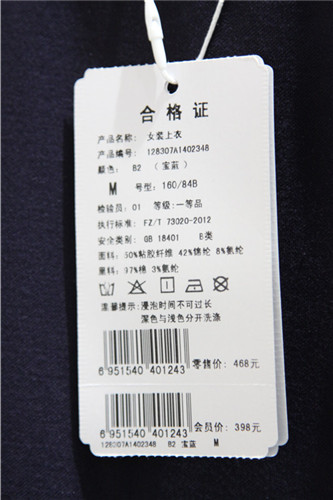 合格证
产品名称: 女装上衣
产品编号: 128307A1402348
颜色: B2 (宝蓝)
M 号型: 160/84B
检验员: 01 等级: 一等品
执行标准: FZ/T 73020-2012
安全类别: GB 18401 B类
面料: 50%粘胶纤维 42%锦纶 8%氨纶
里料: 97%棉 3%氨纶
温馨提示: 浸泡时间不可过长
深色与浅色分开洗涤
零售价: 468元
6 951540 401243
会员价: 398元
6 951540 401243
128307A1402348 B2 宝蓝 M